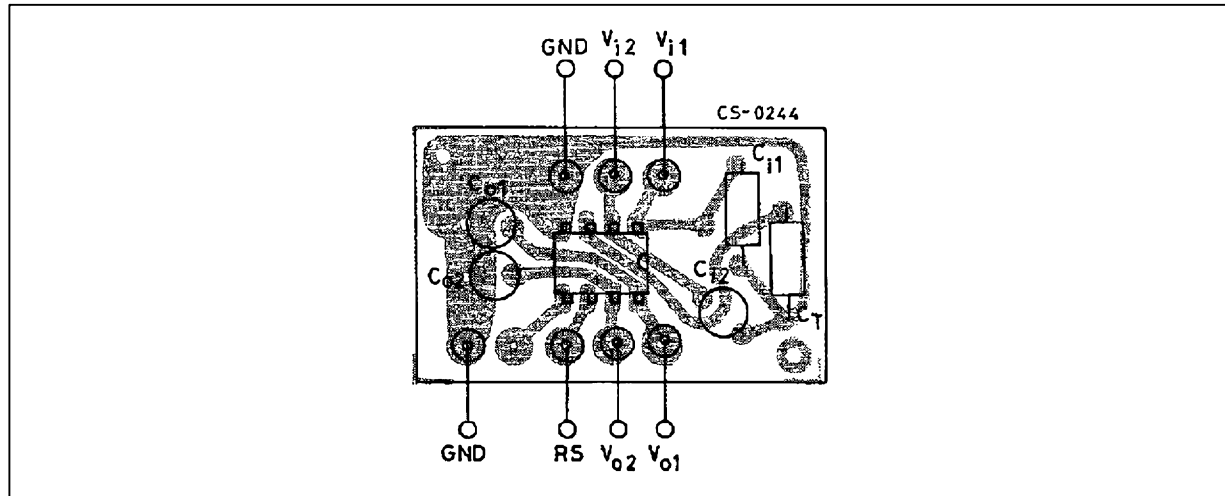 GND Vi2 Vi1
CS-0244
Ci1
Co1
Co2
Ci2
CT
GND RS Vo2 Vo1